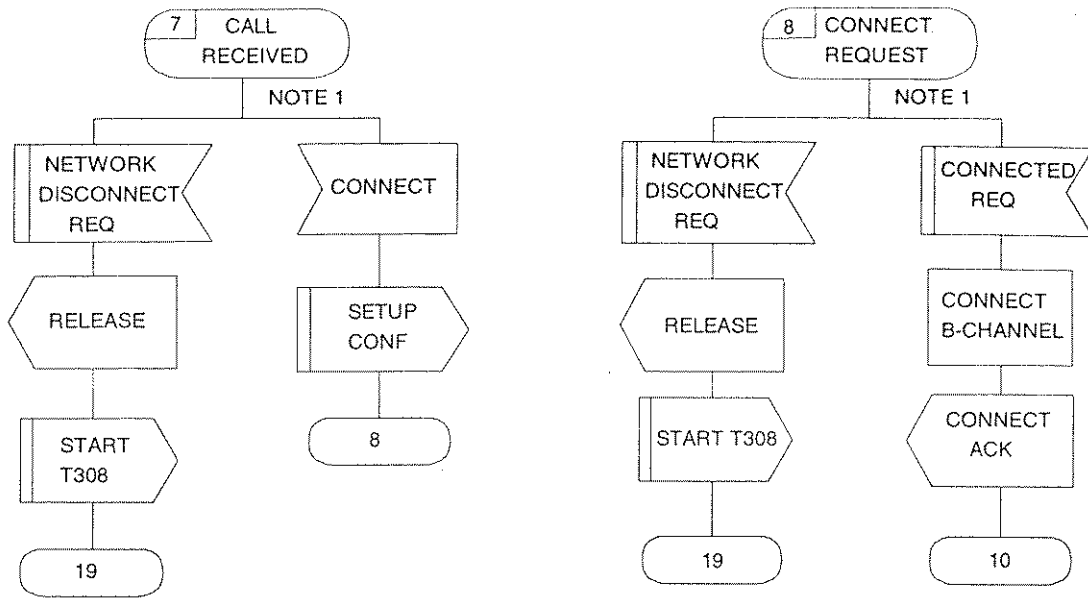 7 CALL
RECEIVED
NOTE 1
NETWORK
DISCONNECT
REQ
CONNECT
RELEASE
SETUP
CONF
START
T308
8
19
8 CONNECT
REQUEST
NOTE 1
NETWORK
DISCONNECT
REQ
CONNECTED
REQ
RELEASE
CONNECT
B-CHANNEL
START T308
CONNECT
ACK
19
10